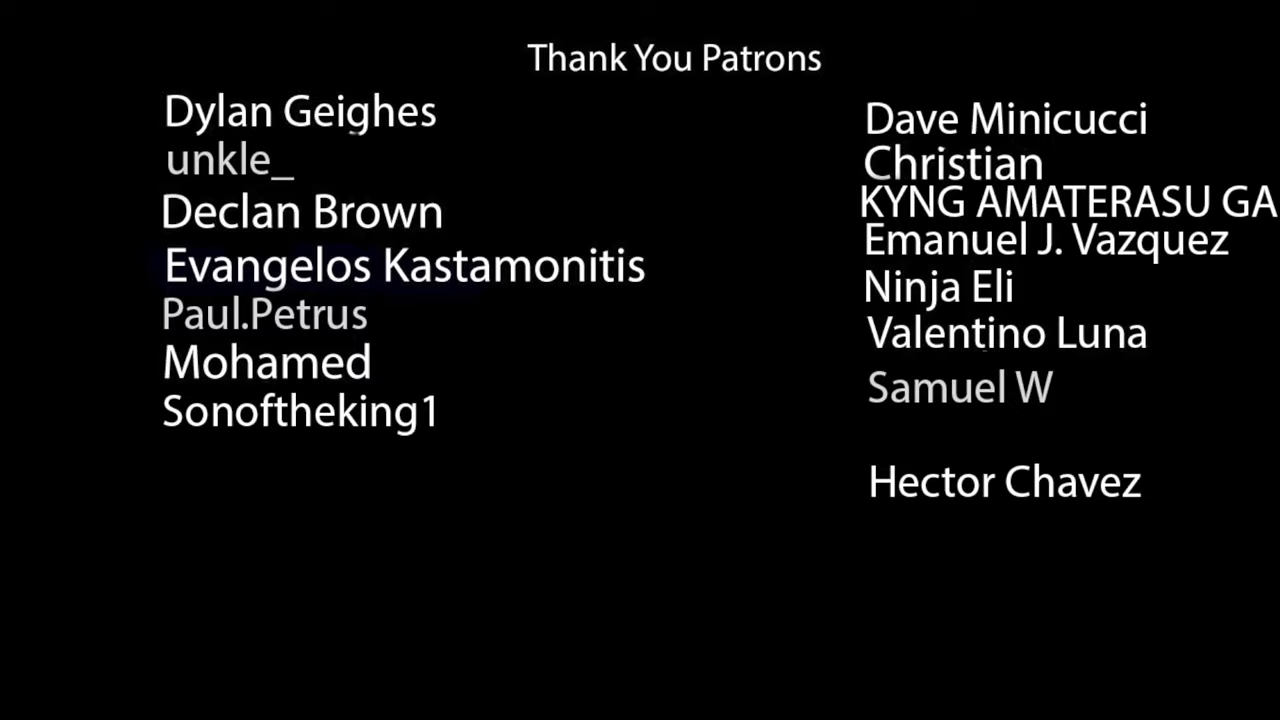 Thank You Patrons
Dylan Geighes
unkle_
Declan Brown
Evangelos Kastamonitis
Paul.Petrus
Mohamed
Sonoftheking1
Dave Minicucci
Christian
KYNG AMATERASU GA
Emanuel J. Vazquez
Ninja Eli
Valentino Luna
Samuel W
Hector Chavez